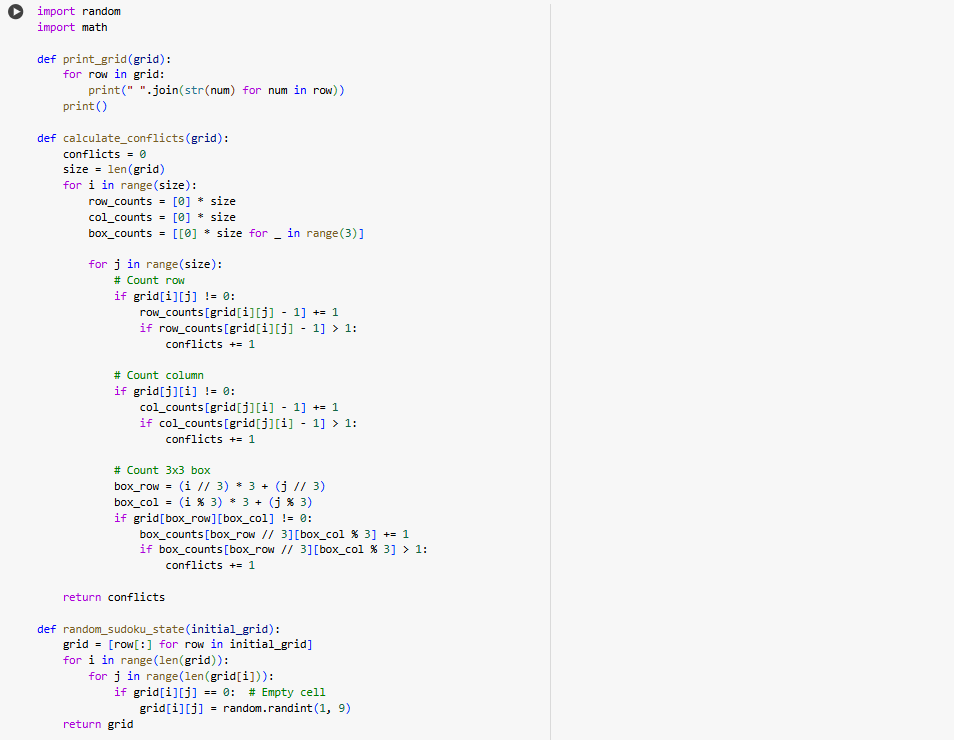 import random
import math
def print_grid(grid):
    for row in grid:
        print(" ".join(str(num) for num in row))
    print()
def calculate_conflicts(grid):
    conflicts = 0
    size = len(grid)
    for i in range(size):
        row_counts = [0] * size
        col_counts = [0] * size
        box_counts = [[0] * size for _ in range(3)]
        for j in range(size):
            # Count row
            if grid[i][j] != 0:
                row_counts[grid[i][j] - 1] += 1
                if row_counts[grid[i][j] - 1] > 1:
                    conflicts += 1
            # Count column
            if grid[j][i] != 0:
                col_counts[grid[j][i] - 1] += 1
                if col_counts[grid[j][i] - 1] > 1:
                    conflicts += 1
            # Count 3x3 box
            box_row = (i // 3) * 3 + (j // 3)
            box_col = (i % 3) * 3 + (j % 3)
            if grid[box_row][box_col] != 0:
                box_counts[box_row // 3][box_col % 3] += 1
                if box_counts[box_row // 3][box_col % 3] > 1:
                    conflicts += 1
    return conflicts
def random_sudoku_state(initial_grid):
    grid = [row[:] for row in initial_grid]
    for i in range(len(grid)):
        for j in range(len(grid[i])):
            if grid[i][j] == 0:  # Empty cell
                grid[i][j] = random.randint(1, 9)
    return grid